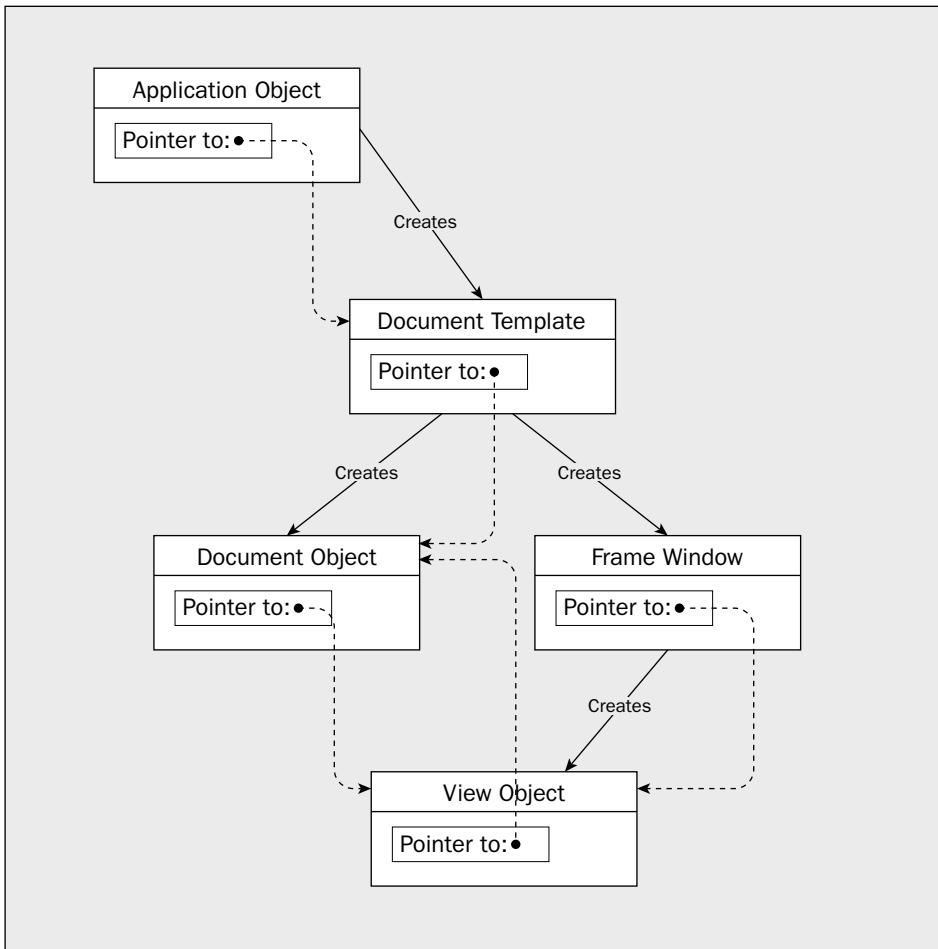 Application Object
Pointer to:
Creates
Document Template
Pointer to:
Creates
Creates
Document Object
Frame Window
Pointer to:
Pointer to:
Creates
View Object
Pointer to: